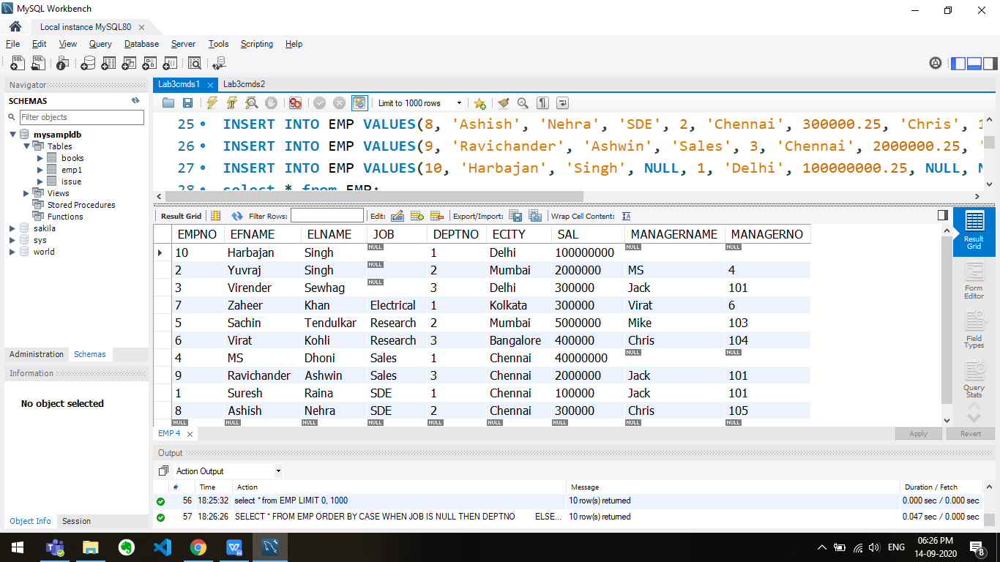 MySQL Workbench
Local instance MySQL80
File Edit View Query Database Server Tools Scripting Help
Navigator
SCHEMAS
Filter objects
mysampldb
Tables
books
emp1
issue
Views
Stored Procedures
Functions
sakila
sys
world
Administration Schemas
Information
No object selected
Object Info Session
Lab3cmds1 Lab3cmds2
Limit to 1000 rows
25 INSERT INTO EMP VALUES(8, 'Ashish', 'Nehra', 'SDE', 2, 'Chennai', 300000.25, 'Chris', 1
26 INSERT INTO EMP VALUES(9, 'Ravichander', 'Ashwin', 'Sales', 3, 'Chennai', 2000000.25, '
27 INSERT INTO EMP VALUES(10, 'Harbajan', 'Singh', NULL, 1, 'Delhi', 100000000.25, NULL, N
28 select * from EMP;
Result Grid Filter Rows: Edit: Export/Import: Wrap Cell Content: IA
EMPNO EFNAME ELNAME JOB DEPTNO ECITY SAL MANAGERNAME MANAGERNO
10 Harbajan Singh NULL 1 Delhi 100000000 NULL NULL
2 Yuvraj Singh NULL 2 Mumbai 2000000 MS 4
3 Virender Sewhag NULL 3 Delhi 300000 Jack 101
7 Zaheer Khan Electrical 1 Kolkata 300000 Virat 6
5 Sachin Tendulkar Research 2 Mumbai 5000000 Mike 103
6 Virat Kohli Research 3 Bangalore 400000 Chris 104
4 MS Dhoni Sales 1 Chennai 40000000 NULL NULL
9 Ravichander Ashwin Sales 3 Chennai 2000000 Jack 101
1 Suresh Raina SDE 1 Chennai 100000 Jack 101
8 Ashish Nehra SDE 2 Chennai 300000 Chris 105
NULL NULL NULL NULL NULL NULL NULL NULL NULL
Result
Grid
Form
Editor
Field
Types
Query
Stats
EMP 4
Apply Revert
Output
Action Output
# Time Action Message Duration / Fetch
56 18:25:32 select * from EMP LIMIT 0, 1000 10 row(s) returned 0.000 sec / 0.000 sec
57 18:26:26 SELECT * FROM EMP ORDER BY CASE WHEN JOB IS NULL THEN DEPTNO ELSE... 10 row(s) returned 0.047 sec / 0.000 sec
ENG
06:26 PM
14-09-2020
8